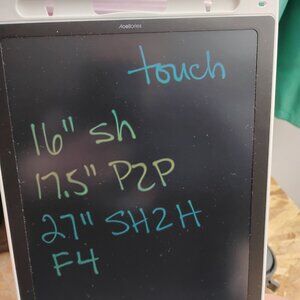 touch
16" sh
17.5" P2P
27" SH2H
F4